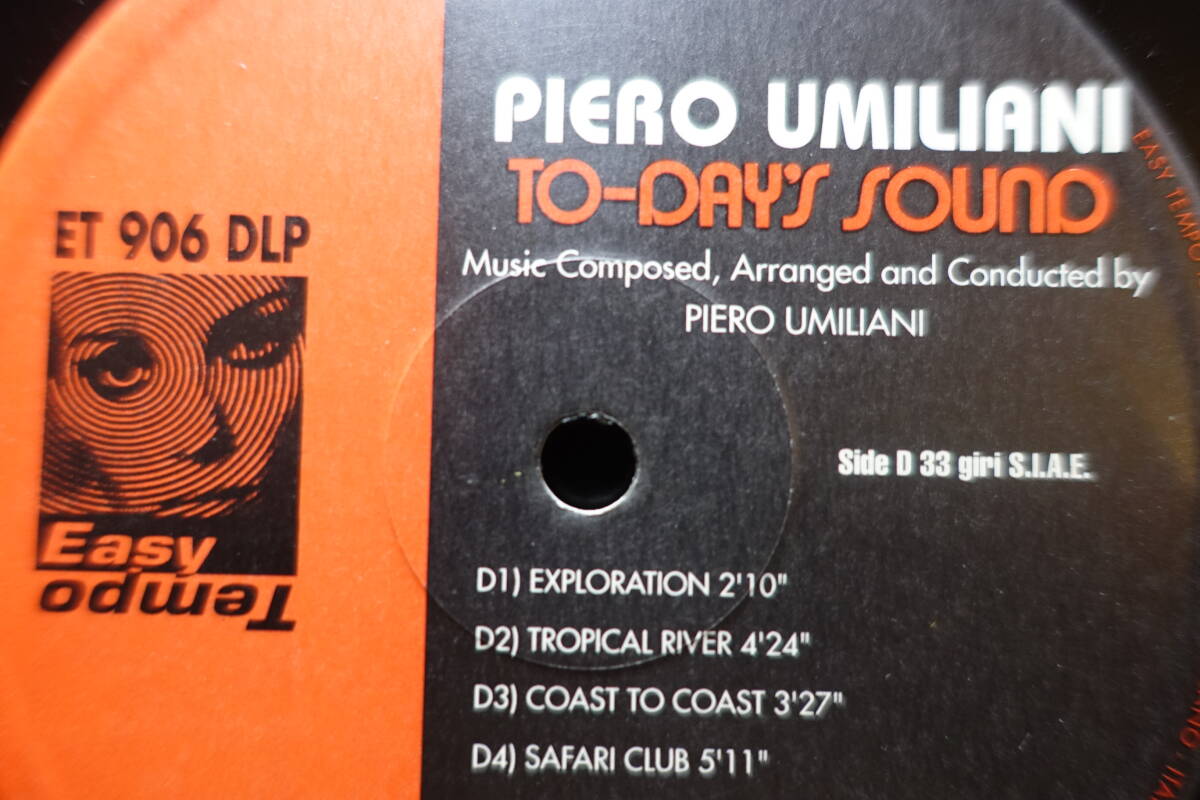 PIERO UMILIANI
TO-DAY'S SOUND
Music Composed, Arranged and Conducted by
PIERO UMILIANI
ET 906 DLP
Easy
Tempo
Side D 33 giri S.I.A.E.
D1) EXPLORATION 2'10"
D2) TROPICAL RIVER 4'24"
D3) COAST TO COAST 3'27"
D4) SAFARI CLUB 5'11"
EASY TEMPO